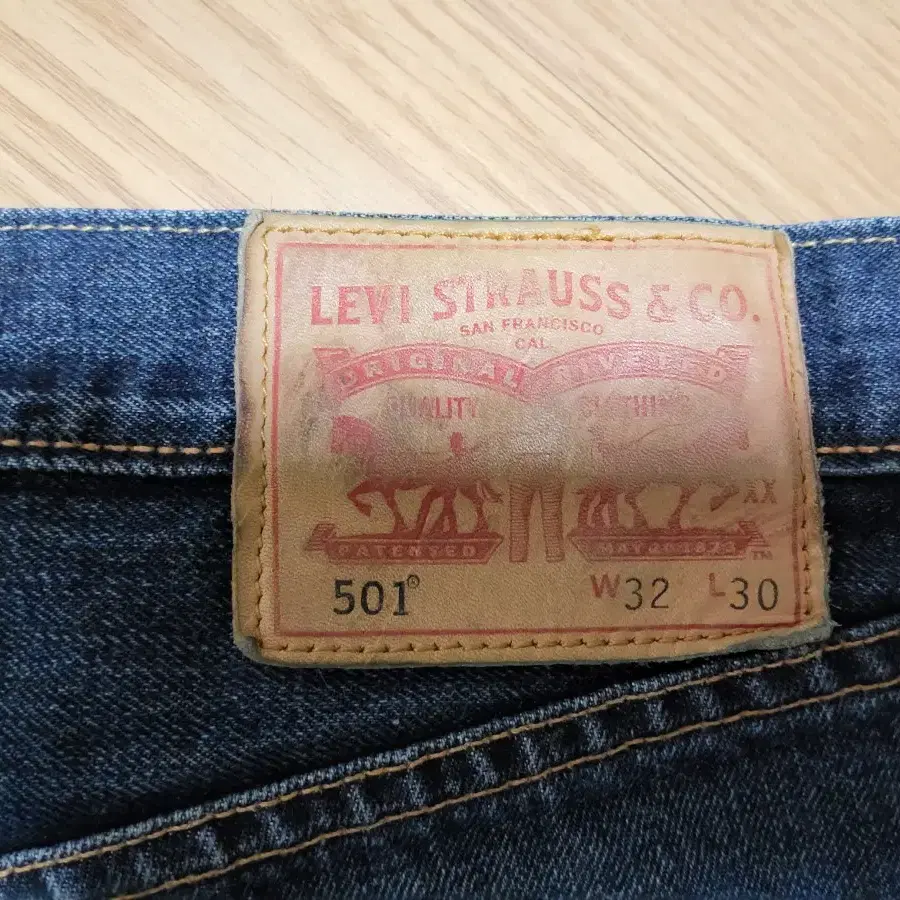 LEVI STRAUSS & CO.
SAN FRANCISCO
CAL.
ORIGINAL RIVETED
QUALITY CLOTHING
XX
PATENTED MAY 20 1873 ™
501® W32 L30